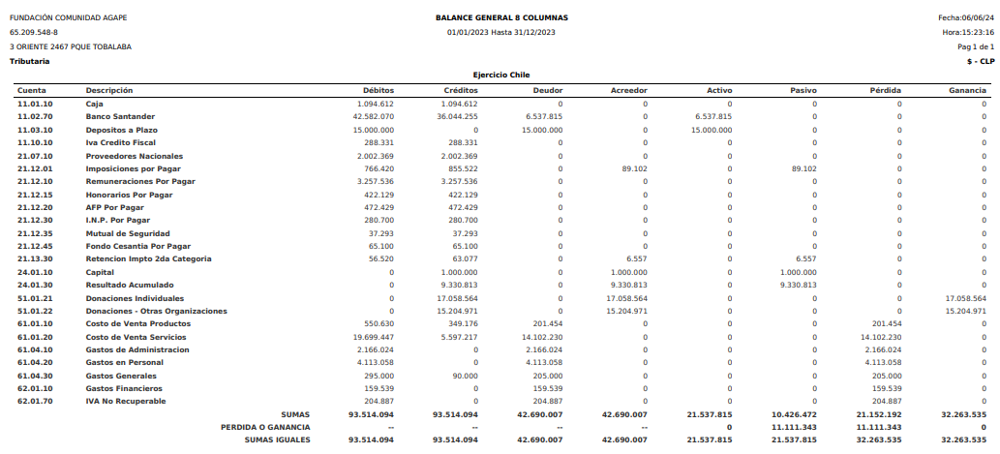 FUNDACIÓN COMUNIDAD AGAPE BALANCE GENERAL 8 COLUMNAS Fecha:06/06/24
65.209.548-8 01/01/2023 Hasta 31/12/2023 Hora:15:23:16
3 ORIENTE 2467 PQUE TOBALABA Pag 1 de 1
Tributaria $ - CLP
Ejercicio Chile
Cuenta Descripción Débitos Créditos Deudor Acreedor Activo Pasivo Pérdida Ganancia
11.01.10 Caja 1.094.612 1.094.612 0 0 0 0 0 0
11.02.70 Banco Santander 42.582.070 36.044.255 6.537.815 0 6.537.815 0 0 0
11.03.10 Depositos a Plazo 15.000.000 0 15.000.000 0 15.000.000 0 0 0
11.10.10 Iva Credito Fiscal 288.331 288.331 0 0 0 0 0 0
21.07.10 Proveedores Nacionales 2.002.369 2.002.369 0 0 0 0 0 0
21.12.01 Imposiciones por Pagar 766.420 855.522 0 89.102 0 89.102 0 0
21.12.10 Remuneraciones Por Pagar 3.257.536 3.257.536 0 0 0 0 0 0
21.12.15 Honorarios Por Pagar 422.129 422.129 0 0 0 0 0 0
21.12.20 AFP Por Pagar 472.429 472.429 0 0 0 0 0 0
21.12.30 I.N.P. Por Pagar 280.700 280.700 0 0 0 0 0 0
21.12.35 Mutual de Seguridad 37.293 37.293 0 0 0 0 0 0
21.12.45 Fondo Cesantia Por Pagar 65.100 65.100 0 0 0 0 0 0
21.13.30 Retencion Impto 2da Categoria 56.520 63.077 0 6.557 0 6.557 0 0
24.01.10 Capital 0 1.000.000 0 1.000.000 0 1.000.000 0 0
24.01.30 Resultado Acumulado 0 9.330.813 0 9.330.813 0 9.330.813 0 0
51.01.21 Donaciones Individuales 0 17.058.564 0 17.058.564 0 0 0 17.058.564
51.01.22 Donaciones - Otras Organizaciones 0 15.204.971 0 15.204.971 0 0 0 15.204.971
61.01.10 Costo de Venta Productos 550.630 349.176 201.454 0 0 0 201.454 0
61.01.20 Costo de Venta Servicios 19.699.447 5.597.217 14.102.230 0 0 0 14.102.230 0
61.04.10 Gastos de Administracion 2.166.024 0 2.166.024 0 0 0 2.166.024 0
61.04.20 Gastos en Personal 4.113.058 0 4.113.058 0 0 0 4.113.058 0
61.04.30 Gastos Generales 295.000 90.000 205.000 0 0 0 205.000 0
62.01.10 Gastos Financieros 159.539 0 159.539 0 0 0 159.539 0
62.01.70 IVA No Recuperable 204.887 0 204.887 0 0 0 204.887 0
SUMAS 93.514.094 93.514.094 42.690.007 42.690.007 21.537.815 10.426.472 21.152.192 32.263.535
PERDIDA O GANANCIA -- -- -- -- 0 11.111.343 11.111.343 0
SUMAS IGUALES 93.514.094 93.514.094 42.690.007 42.690.007 21.537.815 21.537.815 32.263.535 32.263.535